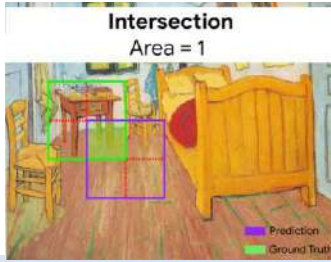 Intersection
Area = 1
Prediction
Ground Truth